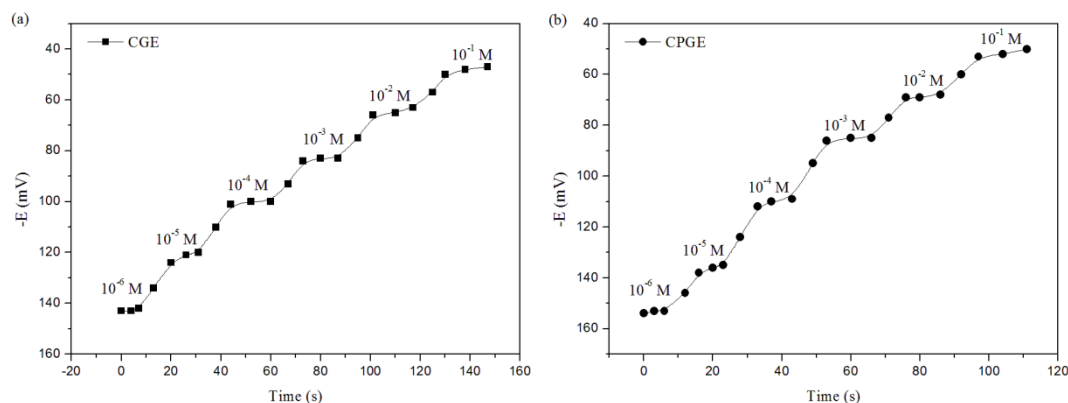 (a)
CGE
10⁻¹ M
10⁻² M
10⁻³ M
10⁻⁴ M
10⁻⁵ M
10⁻⁶ M
40
60
80
100
120
140
160
-E (mV)
-20 0 20 40 60 80 100 120 140 160
Time (s)
(b)
CPGE
10⁻¹ M
10⁻² M
10⁻³ M
10⁻⁴ M
10⁻⁵ M
10⁻⁶ M
40
60
80
100
120
140
160
-E (mV)
0 20 40 60 80 100 120
Time (s)